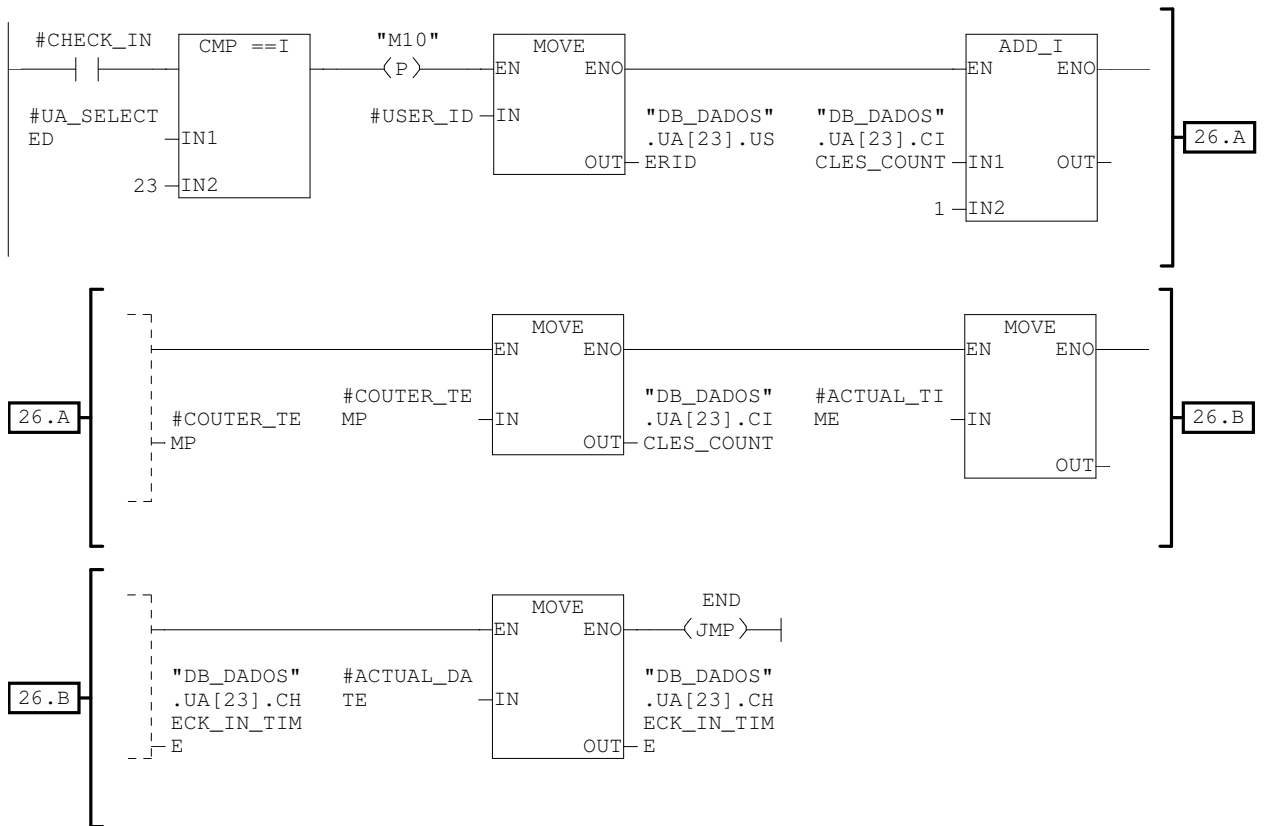 #CHECK_IN
CMP ==I
"M10"
P
MOVE
EN ENO
ADD_I
EN ENO
#UA_SELECT
ED
IN1
23
IN2
#USER_ID
IN
OUT
"DB_DADOS"
.UA[23].US
ERID
"DB_DADOS"
.UA[23].CI
CLES_COUNT
IN1 OUT
1
IN2
26.A
26.A
#COUTER_TE
MP
MOVE
EN ENO
#COUTER_TE
MP
IN
OUT
"DB_DADOS"
.UA[23].CI
CLES_COUNT
MOVE
EN ENO
#ACTUAL_TI
ME
IN
OUT
26.B
26.B
"DB_DADOS"
.UA[23].CH
ECK_IN_TIM
E
MOVE
EN ENO
#ACTUAL_DA
TE
IN
OUT
"DB_DADOS"
.UA[23].CH
ECK_IN_TIM
E
END
JMP